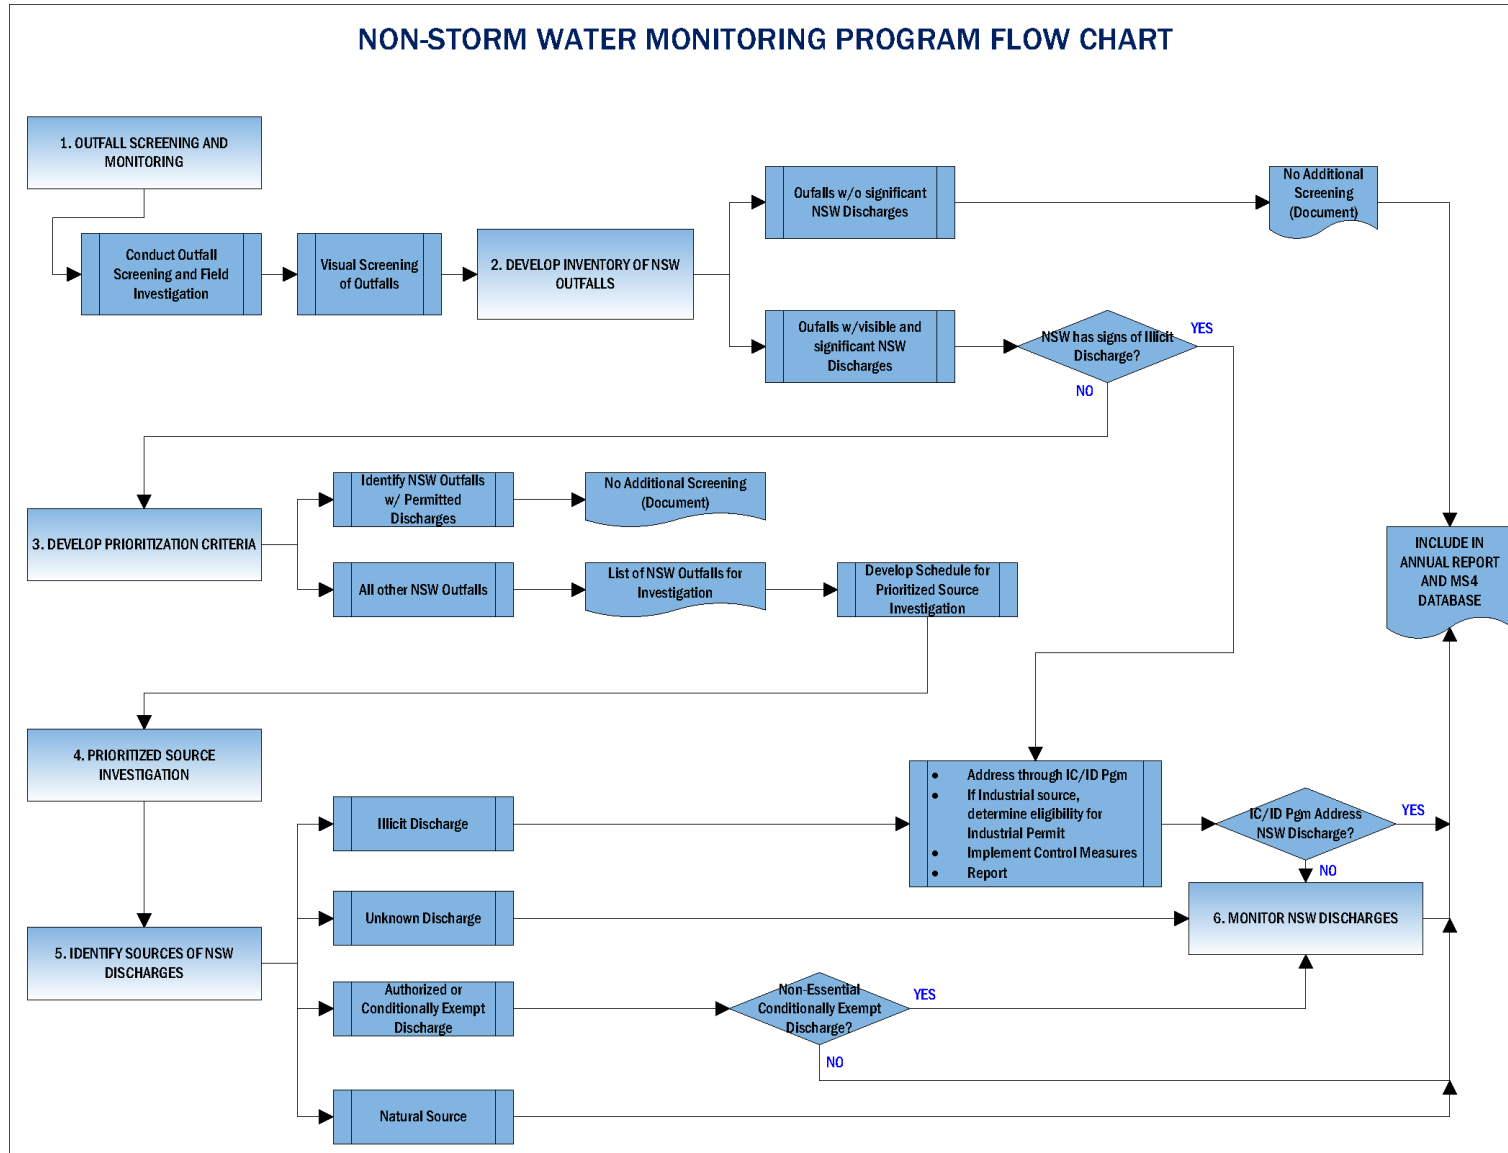 NON-STORM WATER MONITORING PROGRAM FLOW CHART
1. OUTFALL SCREENING AND
MONITORING
Conduct Outfall
Screening and Field
Investigation
Visual Screening
of Outfalls
2. DEVELOP INVENTORY OF NSW
OUTFALLS
Oufalls w/o significant
NSW Discharges
No Additional
Screening
(Document)
Oufalls w/visible and
significant NSW
Discharges
NSW has signs of Illicit
Discharge?
YES
NO
3. DEVELOP PRIORITIZATION CRITERIA
Identify NSW Outfalls
w/ Permitted
Discharges
No Additional Screening
(Document)
All other NSW Outfalls
List of NSW Outfalls for
Investigation
Develop Schedule for
Prioritized Source
Investigation
INCLUDE IN
ANNUAL REPORT
AND MS4
DATABASE
4. PRIORITIZED SOURCE
INVESTIGATION
5. IDENTIFY SOURCES OF NSW
DISCHARGES
Illicit Discharge
• Address through IC/ID Pgm
• If Industrial source,
determine eligibility for
Industrial Permit
• Implement Control Measures
• Report
IC/ID Pgm Address
NSW Discharge?
YES
NO
Unknown Discharge
6. MONITOR NSW DISCHARGES
Authorized or
Conditionally Exempt
Discharge
Non-Essential
Conditionally Exempt
Discharge?
YES
NO
Natural Source